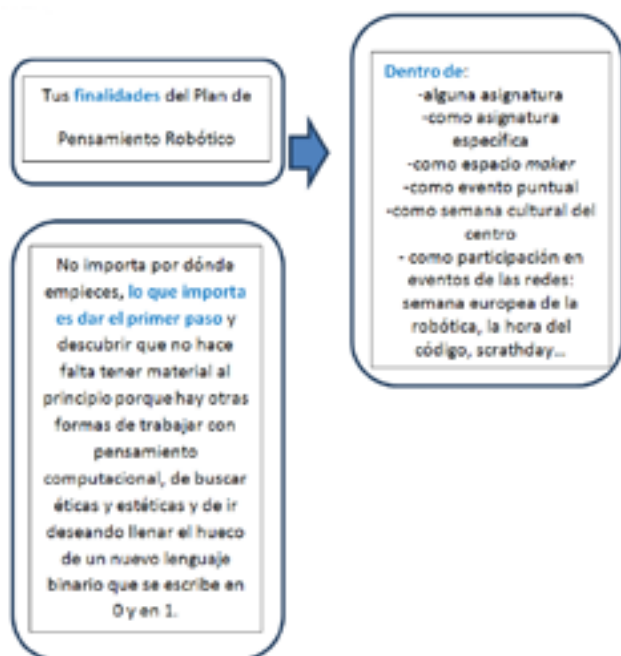 Tus finalidades del Plan de
Pensamiento Robótico
Dentro de:
-alguna asignatura
-como asignatura
específica
-como espacio maker
-como evento puntual
-como semana cultural del
centro
- como participación en
eventos de las redes:
semana europea de la
robótica, la hora del
código, scrathday...
No importa por dónde
empieces, lo que importa
es dar el primer paso y
descubrir que no hace
falta tener material al
principio porque hay otras
formas de trabajar con
pensamiento
computacional, de buscar
éticas y estéticas y de ir
deseando llenar el hueco
de un nuevo lenguaje
binario que se escribe en
0 y en 1.